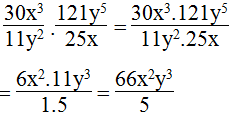 30x³/11y² . 121y⁵/25x = 30x³.121y⁵/11y².25x
= 6x².11y³/1.5 = 66x²y³/5